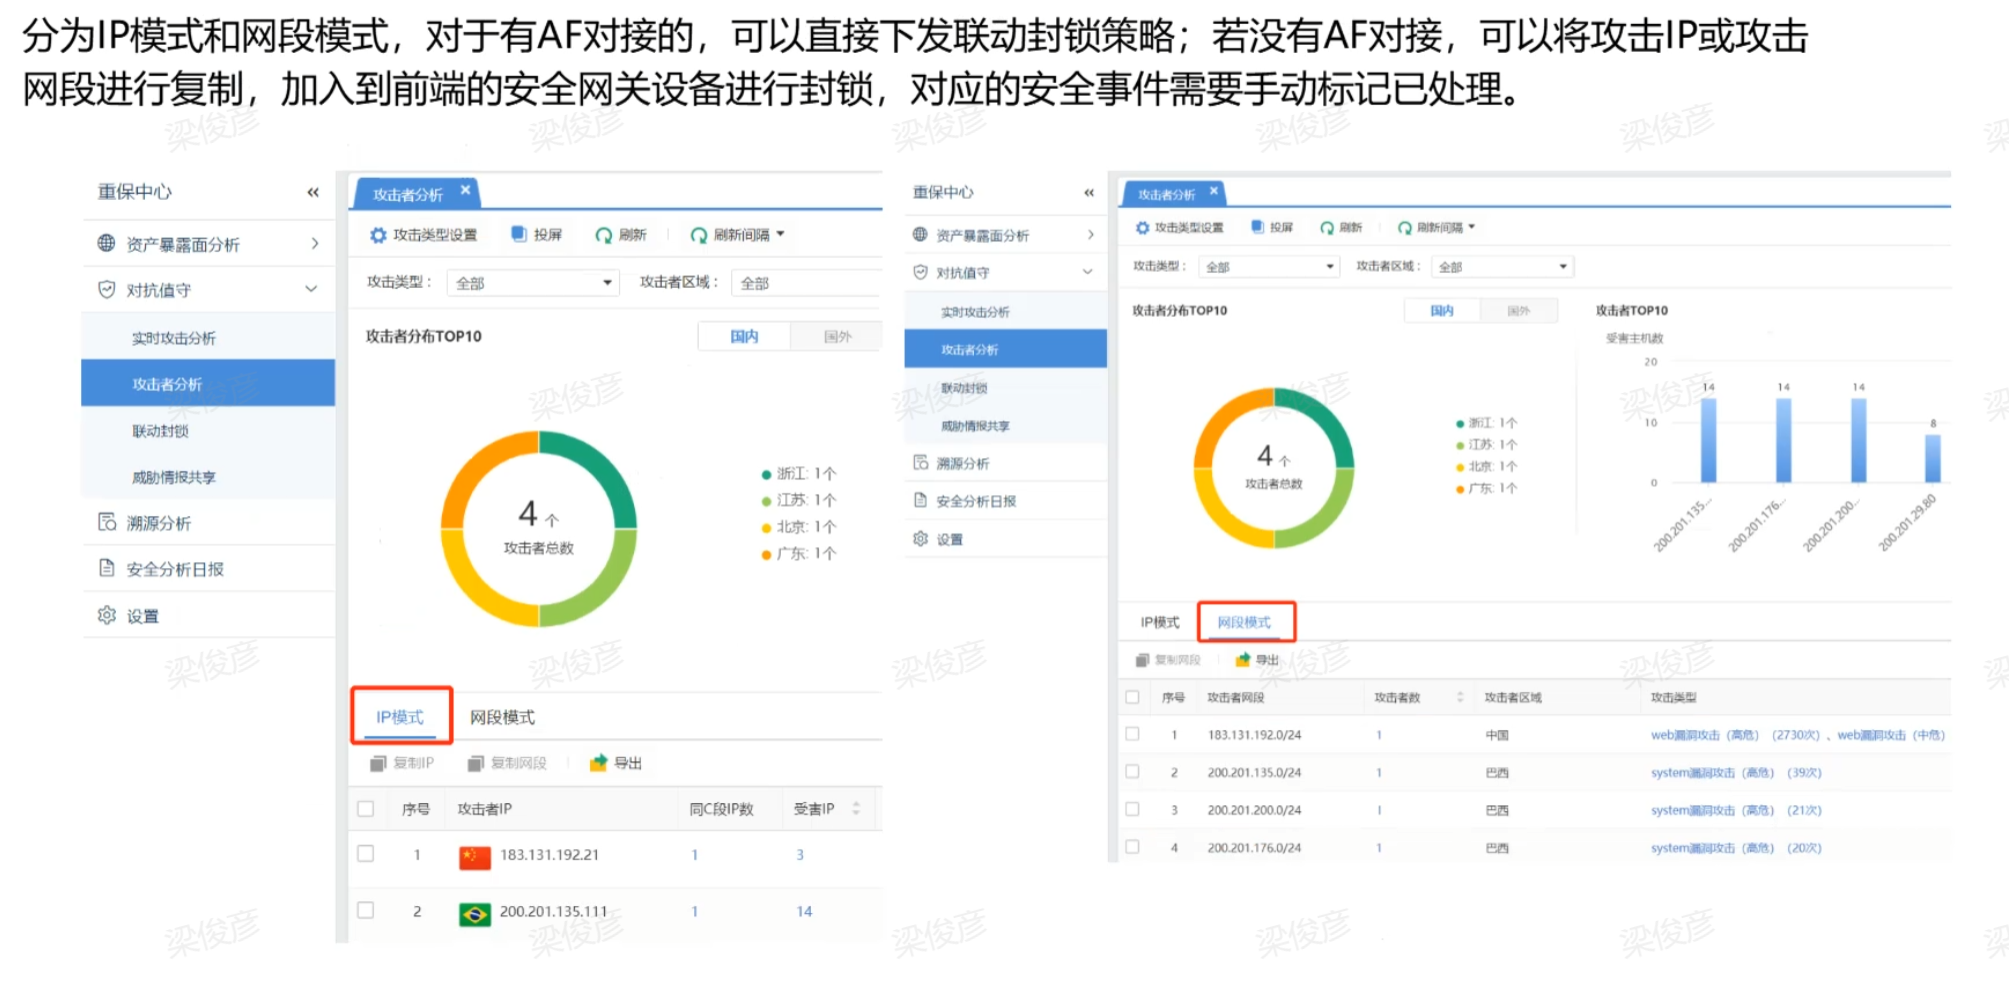 分为IP模式和网段模式，对于有AF对接的，可以直接下发联动封锁策略；若没有AF对接，可以将攻击IP或攻击
网段进行复制，加入到前端的安全网关设备进行封锁，对应的安全事件需要手动标记已处理。
重保中心 «
资产暴露面分析
对抗值守
实时攻击分析
攻击者分析
联动封锁
威胁情报共享
溯源分析
安全分析日报
设置
攻击者分析 ×
攻击类型设置 投屏 刷新 刷新间隔
攻击类型： 全部 攻击者区域： 全部
攻击者分布TOP10 国内 国外
4 个
攻击者总数
浙江: 1个
江苏: 1个
北京: 1个
广东: 1个
IP模式 网段模式
复制IP 复制网段 导出
序号 攻击者IP 同C段IP数 受害IP
1 183.131.192.21 1 3
2 200.201.135.111 1 14
重保中心 «
资产暴露面分析
对抗值守
实时攻击分析
攻击者分析
联动封锁
威胁情报共享
溯源分析
安全分析日报
设置
攻击者分析 ×
攻击类型设置 投屏 刷新 刷新间隔
攻击类型： 全部 攻击者区域： 全部
攻击者分布TOP10 国内 国外
4 个
攻击者总数
浙江: 1个
江苏: 1个
北京: 1个
广东: 1个
攻击者TOP10
受害主机数
20
14 14 14 8
10
0
200.201.135... 200.201.176... 200.201.200... 200.201.29.80
IP模式 网段模式
复制网段 导出
序号 攻击者网段 攻击者数 攻击者区域 攻击类型
1 183.131.192.0/24 1 中国 web漏洞攻击（高危）（2730次）、web漏洞攻击（中危）
2 200.201.135.0/24 1 巴西 system漏洞攻击（高危）（39次）
3 200.201.200.0/24 1 巴西 system漏洞攻击（高危）（21次）
4 200.201.176.0/24 1 巴西 system漏洞攻击（高危）（20次）
梁俊彦